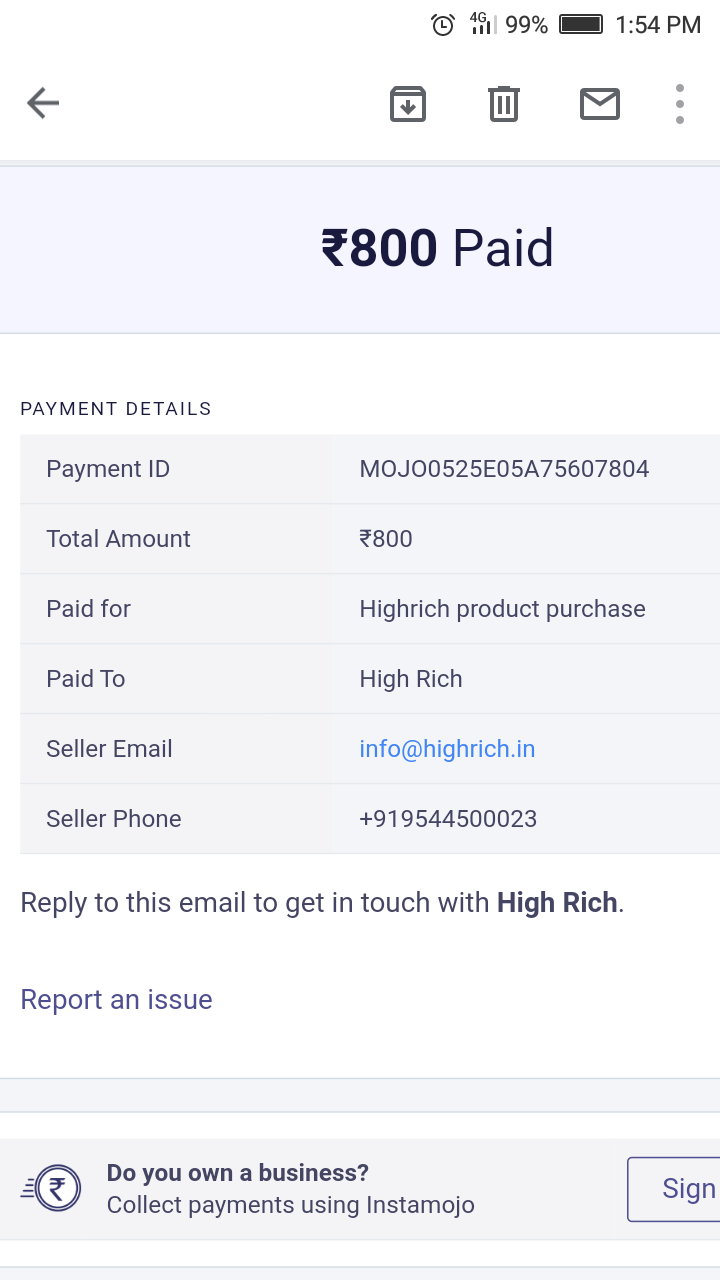 4G 99% 1:54 PM
₹800 Paid
PAYMENT DETAILS
Payment ID MOJO0525E05A75607804
Total Amount ₹800
Paid for Highrich product purchase
Paid To High Rich
Seller Email info@highrich.in
Seller Phone +919544500023
Reply to this email to get in touch with High Rich.
Report an issue
Do you own a business?
Collect payments using Instamojo
Sign